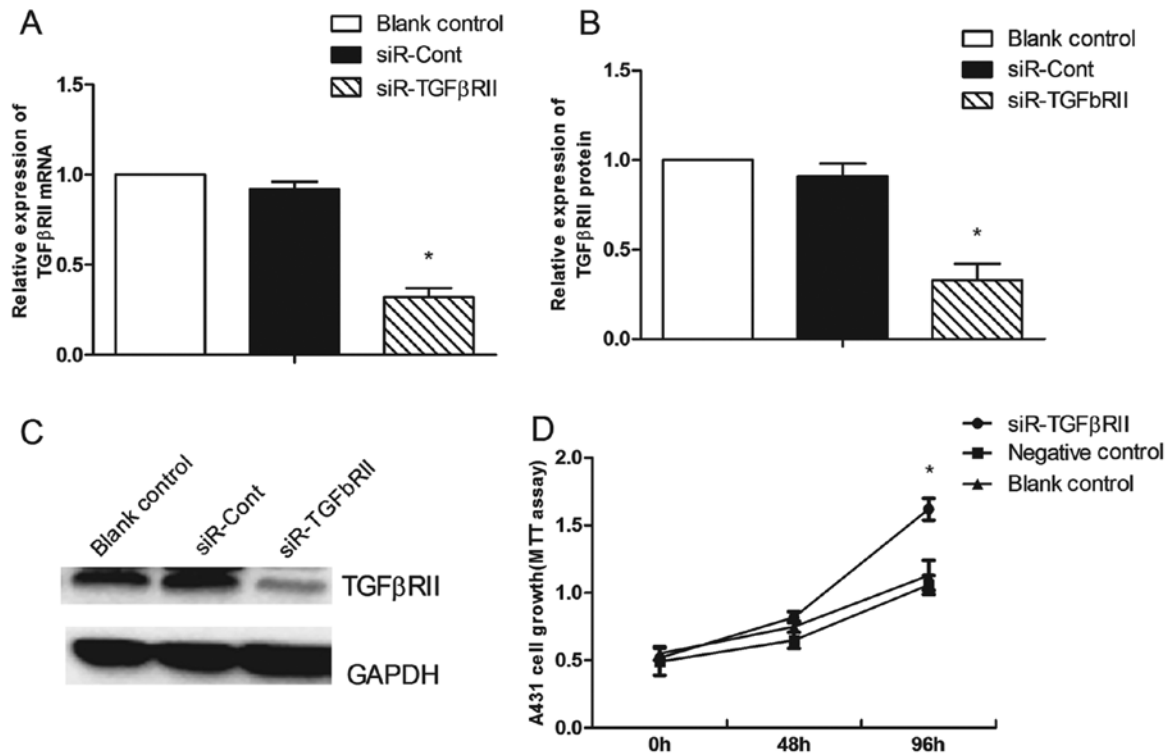 A
Blank control
siR-Cont
siR-TGFβRII
Relative expression of
TGFβRII mRNA
1.5
1.0
0.5
0.0
*
B
Blank control
siR-Cont
siR-TGFbRII
Relative expression of
TGFβRII protein
1.5
1.0
0.5
0.0
*
C
Blank control
siR-Cont
siR-TGFbRII
TGFβRII
GAPDH
D
siR-TGFβRII
Negative control
Blank control
A431 cell growth(MTT assay)
2.0
1.5
1.0
0.5
0.0
*
0h 48h 96h